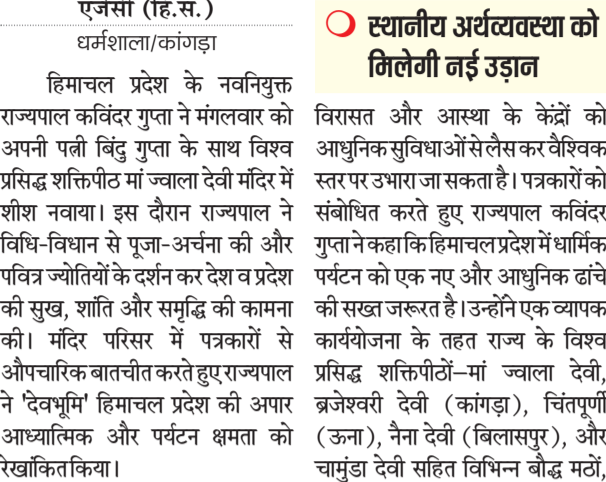 एजेंसी (हि.स.)
धर्मशाला/कांगड़ा
हिमाचल प्रदेश के नवनियुक्त
राज्यपाल कविंदर गुप्ता ने मंगलवार को
अपनी पत्नी बिंदु गुप्ता के साथ विश्व
प्रसिद्ध शक्तिपीठ मां ज्वाला देवी मंदिर में
शीश नवाया। इस दौरान राज्यपाल ने
विधि-विधान से पूजा-अर्चना की और
पवित्र ज्योतियों के दर्शन कर देश व प्रदेश
की सुख, शांति और समृद्धि की कामना
की। मंदिर परिसर में पत्रकारों से
औपचारिक बातचीत करते हुए राज्यपाल
ने 'देवभूमि' हिमाचल प्रदेश की अपार
आध्यात्मिक और पर्यटन क्षमता को
रेखांकित किया।
स्थानीय अर्थव्यवस्था को
मिलेगी नई उड़ान
विरासत और आस्था के केंद्रों को
आधुनिक सुविधाओं से लैस कर वैश्विक
स्तर पर उभारा जा सकता है। पत्रकारों को
संबोधित करते हुए राज्यपाल कविंदर
गुप्ता ने कहा कि हिमाचल प्रदेश में धार्मिक
पर्यटन को एक नए और आधुनिक ढांचे
की सख्त जरूरत है। उन्होंने एक व्यापक
कार्ययोजना के तहत राज्य के विश्व
प्रसिद्ध शक्तिपीठों–मां ज्वाला देवी,
ब्रजेश्वरी देवी (कांगड़ा), चिंतपूर्णी
(ऊना), नैना देवी (बिलासपुर), और
चामुंडा देवी सहित विभिन्न बौद्ध मठों,